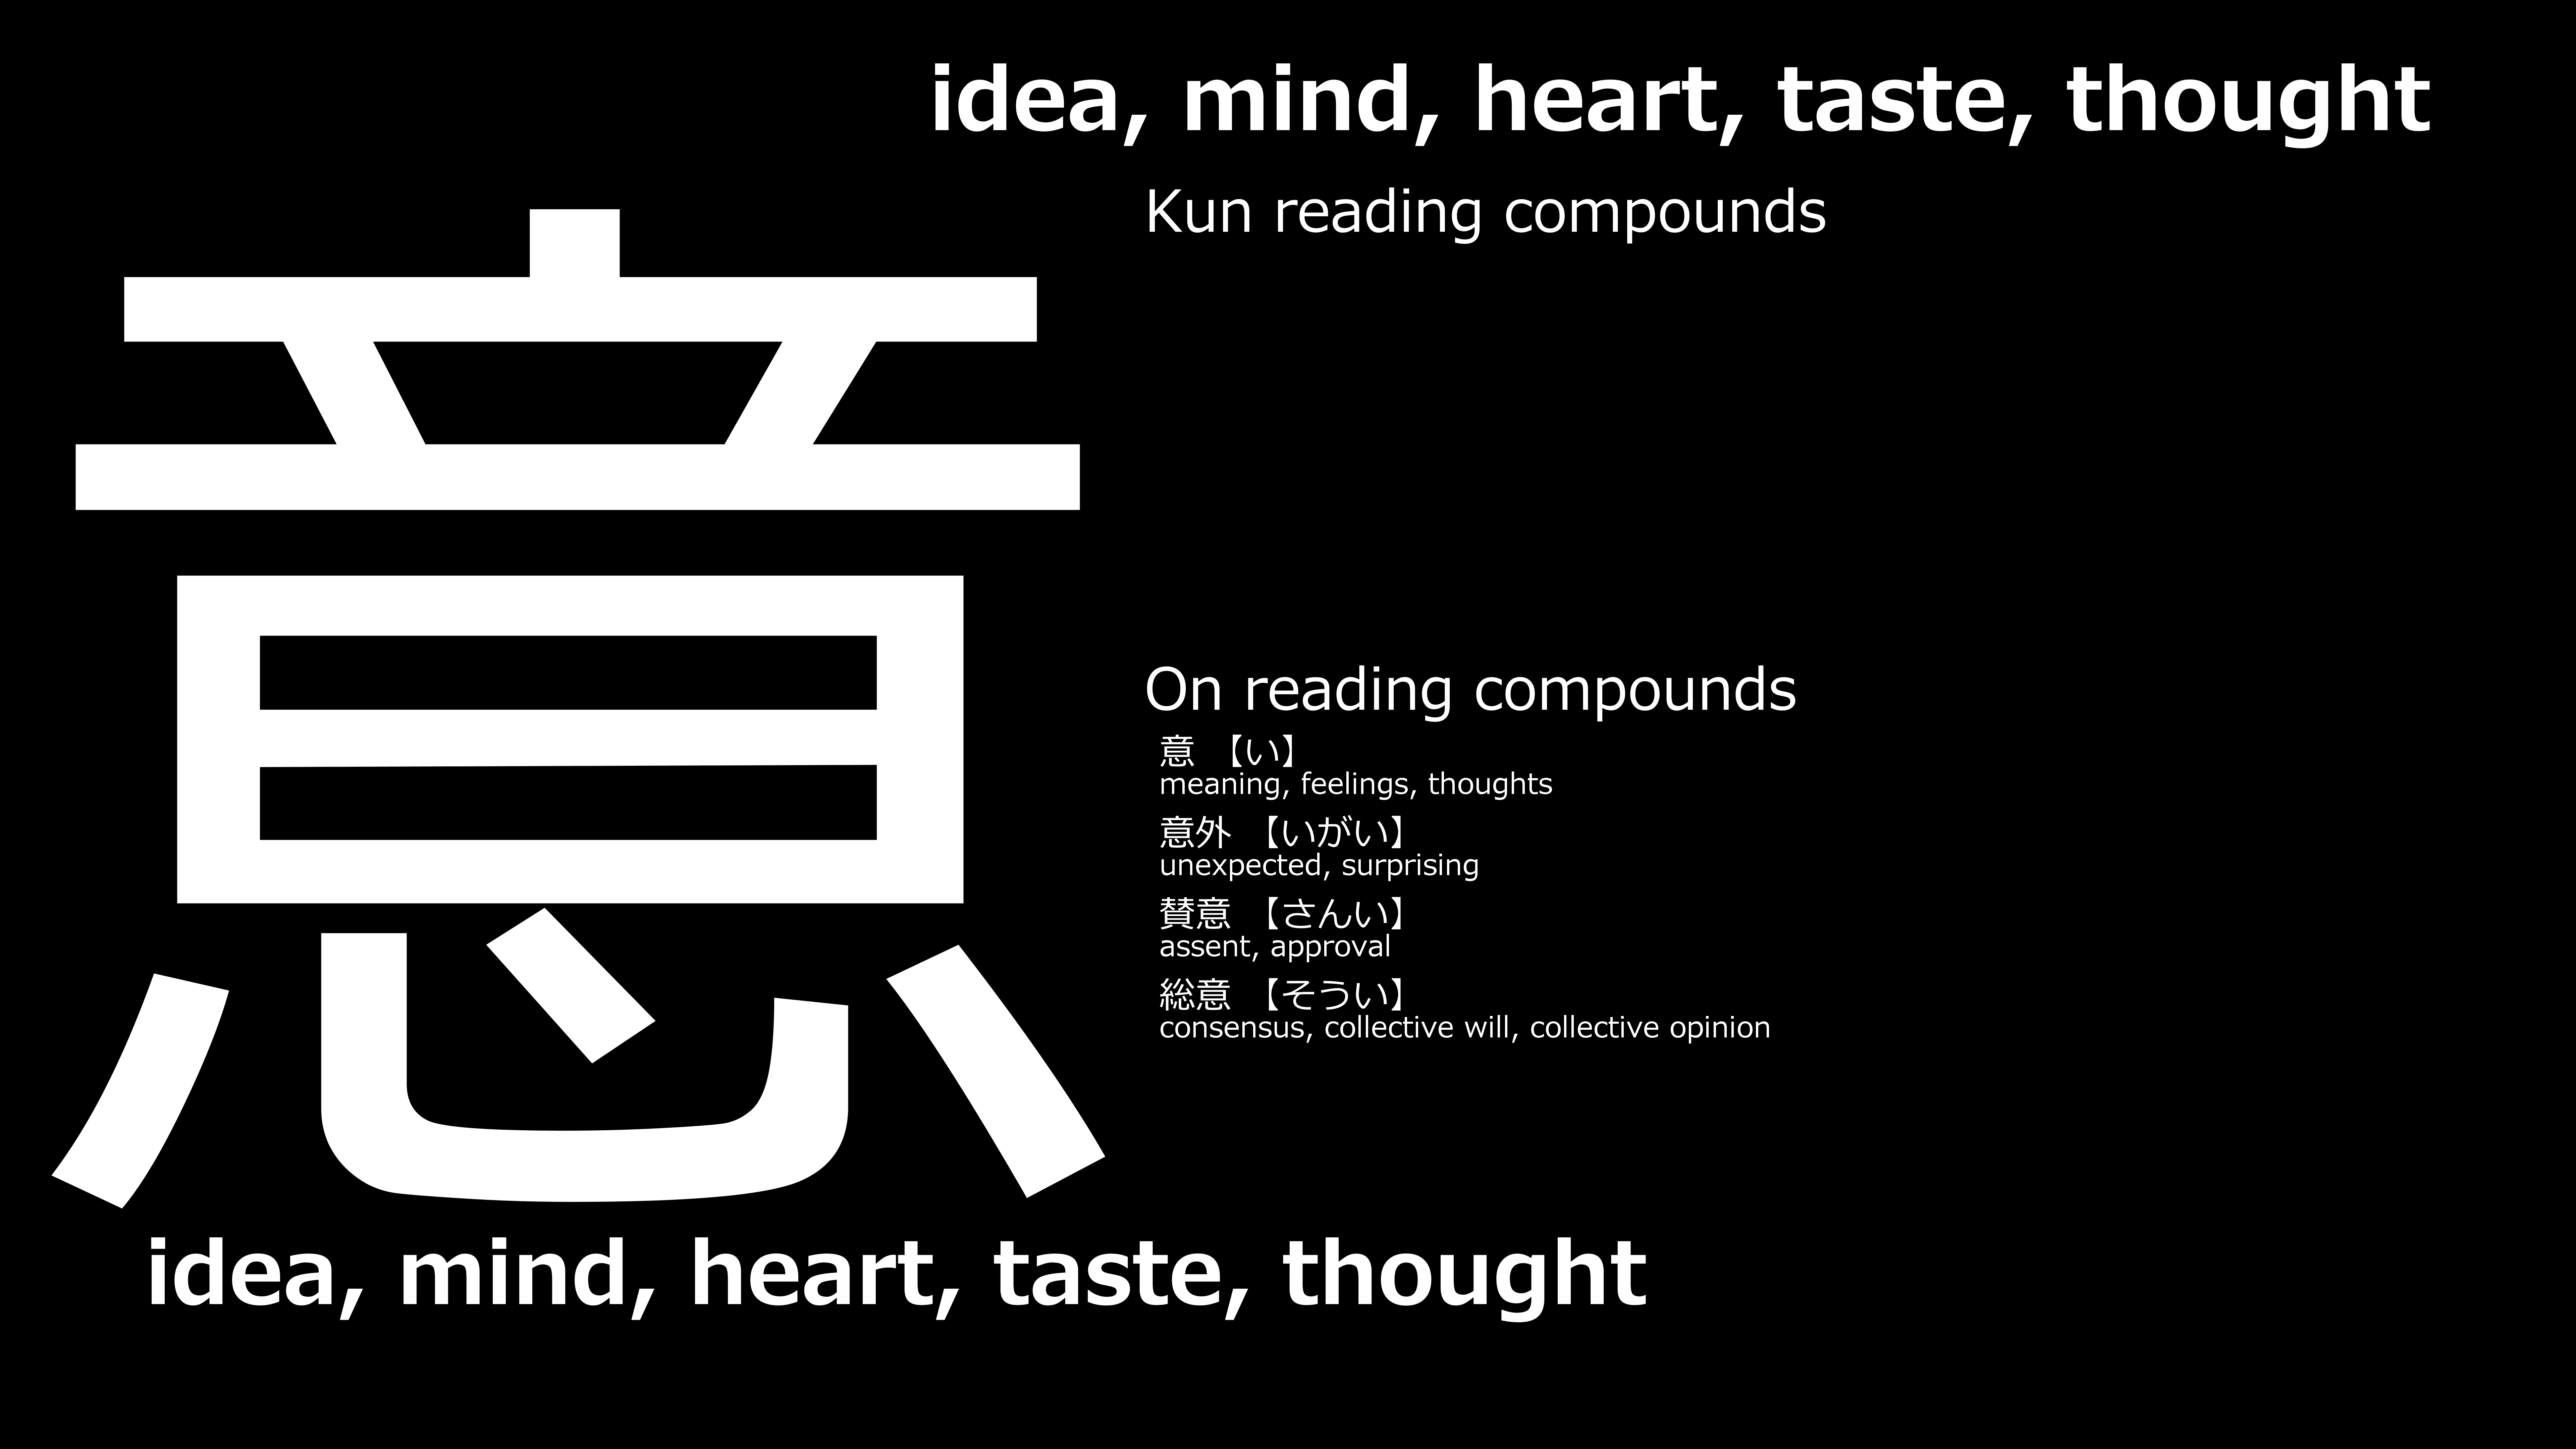 idea, mind, heart, taste, thought
Kun reading compounds
意
On reading compounds
意 【い】
meaning, feelings, thoughts
意外 【いがい】
unexpected, surprising
賛意 【さんい】
assent, approval
総意 【そうい】
consensus, collective will, collective opinion
idea, mind, heart, taste, thought